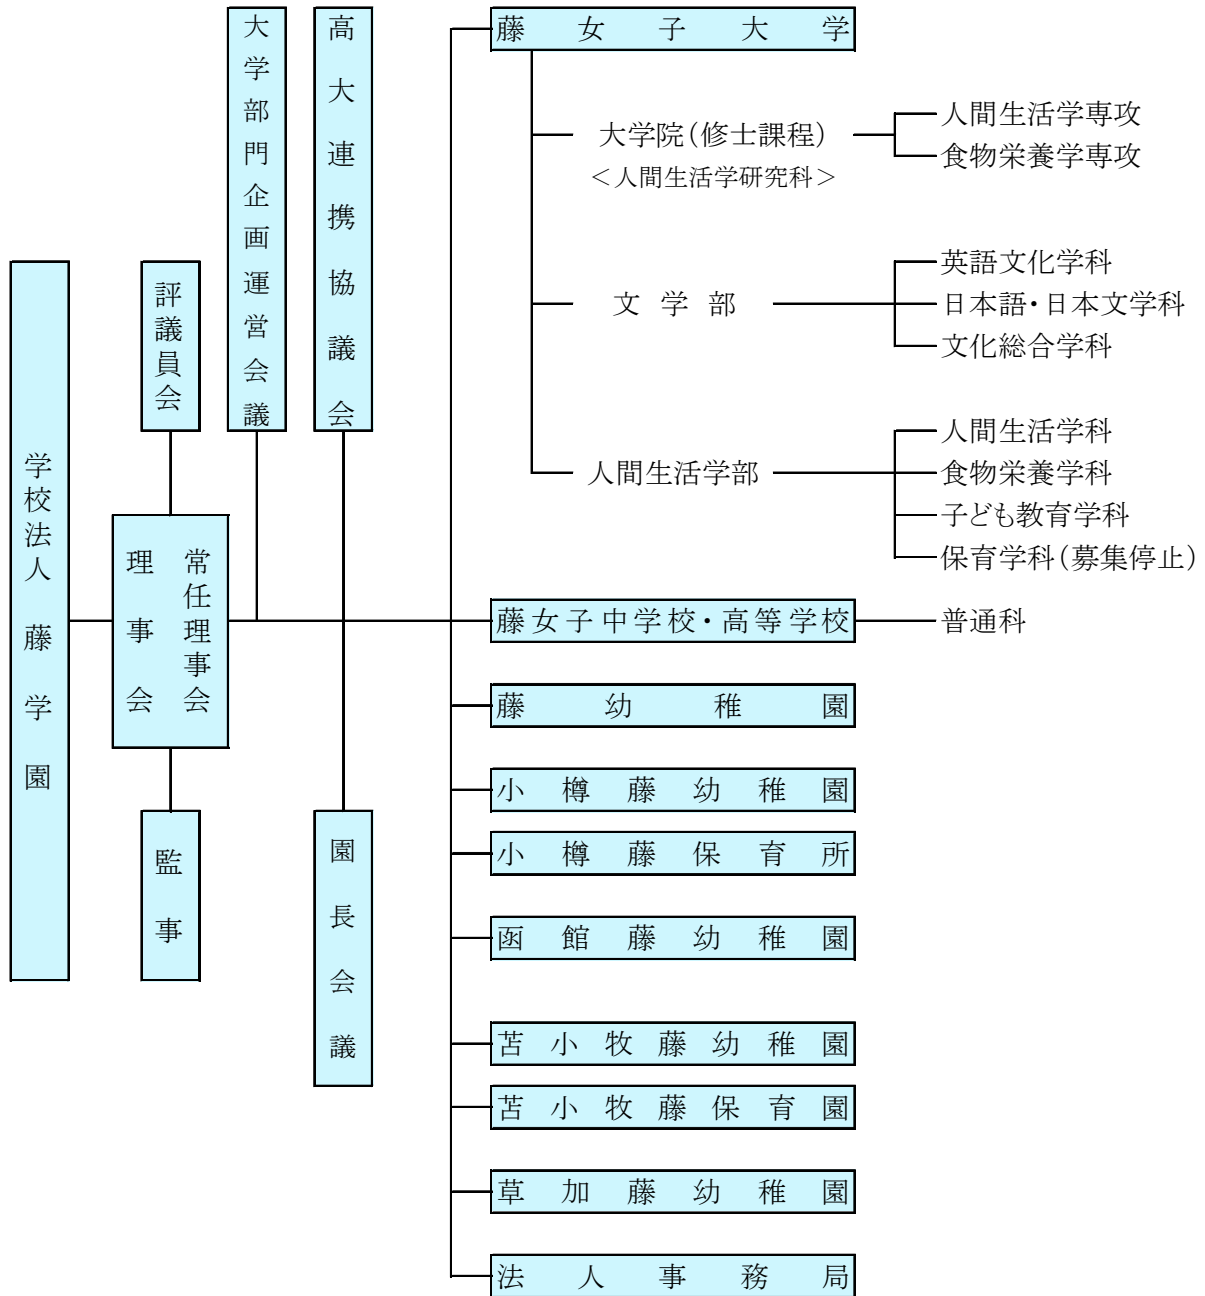 学校法人 藤学園
評議員会
理事会
常任理事会
監事
大学部門企画運営会議
高大連携協議会
園長会議
藤女子大学
大学院（修士課程）
＜人間生活学研究科＞
人間生活学専攻
食物栄養学専攻
文学部
英語文化学科
日本語・日本文学科
文化総合学科
人間生活学部
人間生活学科
食物栄養学科
子ども教育学科
保育学科（募集停止）
藤女子中学校・高等学校
普通科
藤幼稚園
小樽藤幼稚園
小樽藤保育所
函館藤幼稚園
苫小牧藤幼稚園
苫小牧藤保育園
草加藤幼稚園
法人事務局